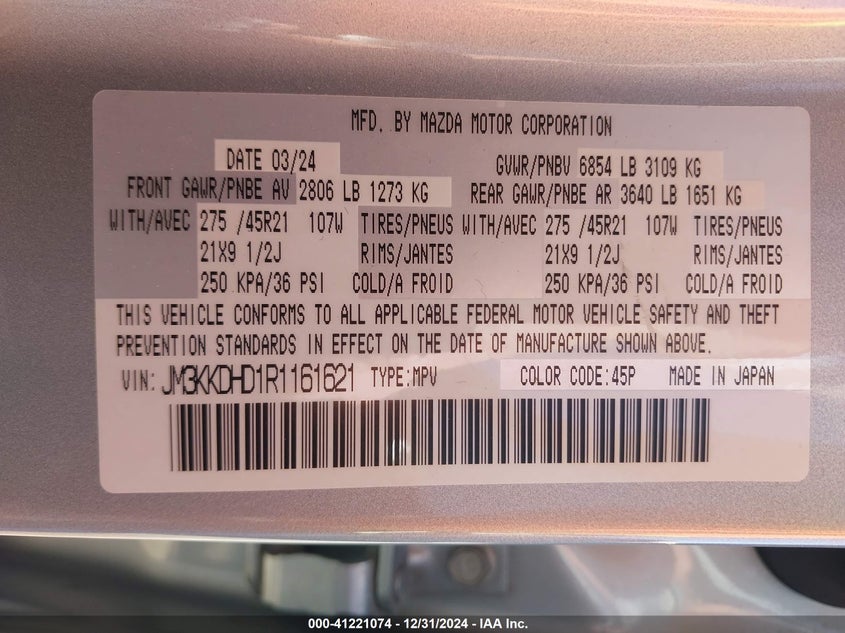 MFD. BY MAZDA MOTOR CORPORATION
DATE 03/24 GVWR/PNBV 6854 LB 3109 KG
FRONT GAWR/PNBE AV 2806 LB 1273 KG REAR GAWR/PNBE AR 3640 LB 1651 KG
WITH/AVEC 275 /45R21 107W TIRES/PNEUS WITH/AVEC 275 /45R21 107W TIRES/PNEUS
21X9 1/2J RIMS/JANTES 21X9 1/2J RIMS/JANTES
250 KPA/36 PSI COLD/A FROID 250 KPA/36 PSI COLD/A FROID
THIS VEHICLE CONFORMS TO ALL APPLICABLE FEDERAL MOTOR VEHICLE SAFETY AND THEFT
PREVENTION STANDARDS IN EFFECT ON THE DATE OF MANUFACTURE SHOWN ABOVE.
VIN: JM3KKDHD1R1161621 TYPE:MPV COLOR CODE:45P MADE IN JAPAN
000-41221074 - 12/31/2024 - IAA Inc.